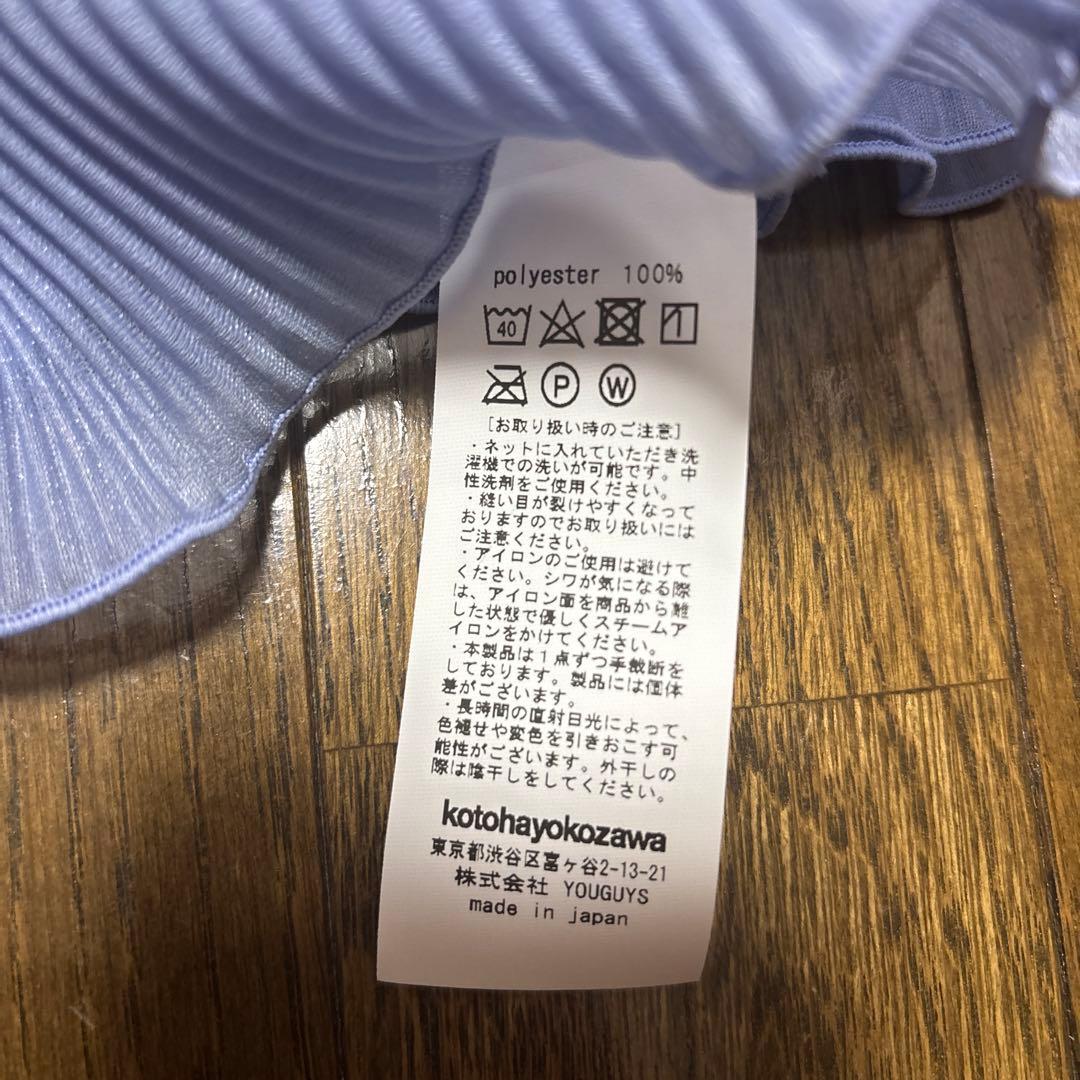 polyester 100%
40
P W
[お取り扱い時のご注意]
・ネットに入れていただき洗
濯機での洗いが可能です。中
性洗剤をご使用ください。
・縫い目が裂けやすくなって
おりますのでお取り扱いには
ご注意ください。
・アイロンのご使用は避けて
ください。シワが気になる際
は、アイロン面を商品から離
した状態で優しくスチームア
イロンをかけてください。
・本製品は1点ずつ手裁断を
しております。製品には個体
差がございます。
・長時間の直射日光によって、
色褪せや変色を引きおこす可
能性がございます。外干しの
際は陰干しをしてください。
kotohayokozawa
東京都渋谷区富ヶ谷2-13-21
株式会社 YOUGUYS
made in japan